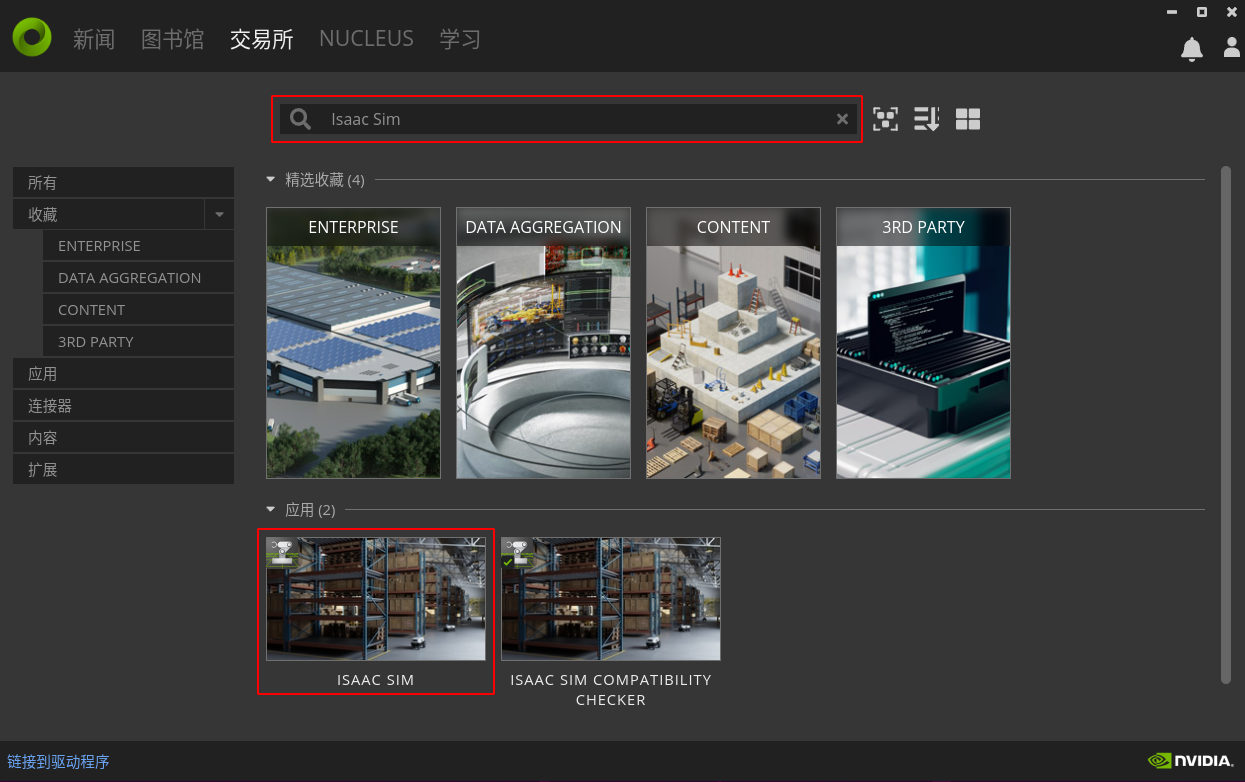 新闻 图书馆 交易所 NUCLEUS 学习
Isaac Sim
所有
收藏
ENTERPRISE
DATA AGGREGATION
CONTENT
3RD PARTY
应用
连接器
内容
扩展
精选收藏 (4)
ENTERPRISE
DATA AGGREGATION
CONTENT
3RD PARTY
应用 (2)
ISAAC SIM
ISAAC SIM COMPATIBILITY
CHECKER
链接到驱动程序
NVIDIA.